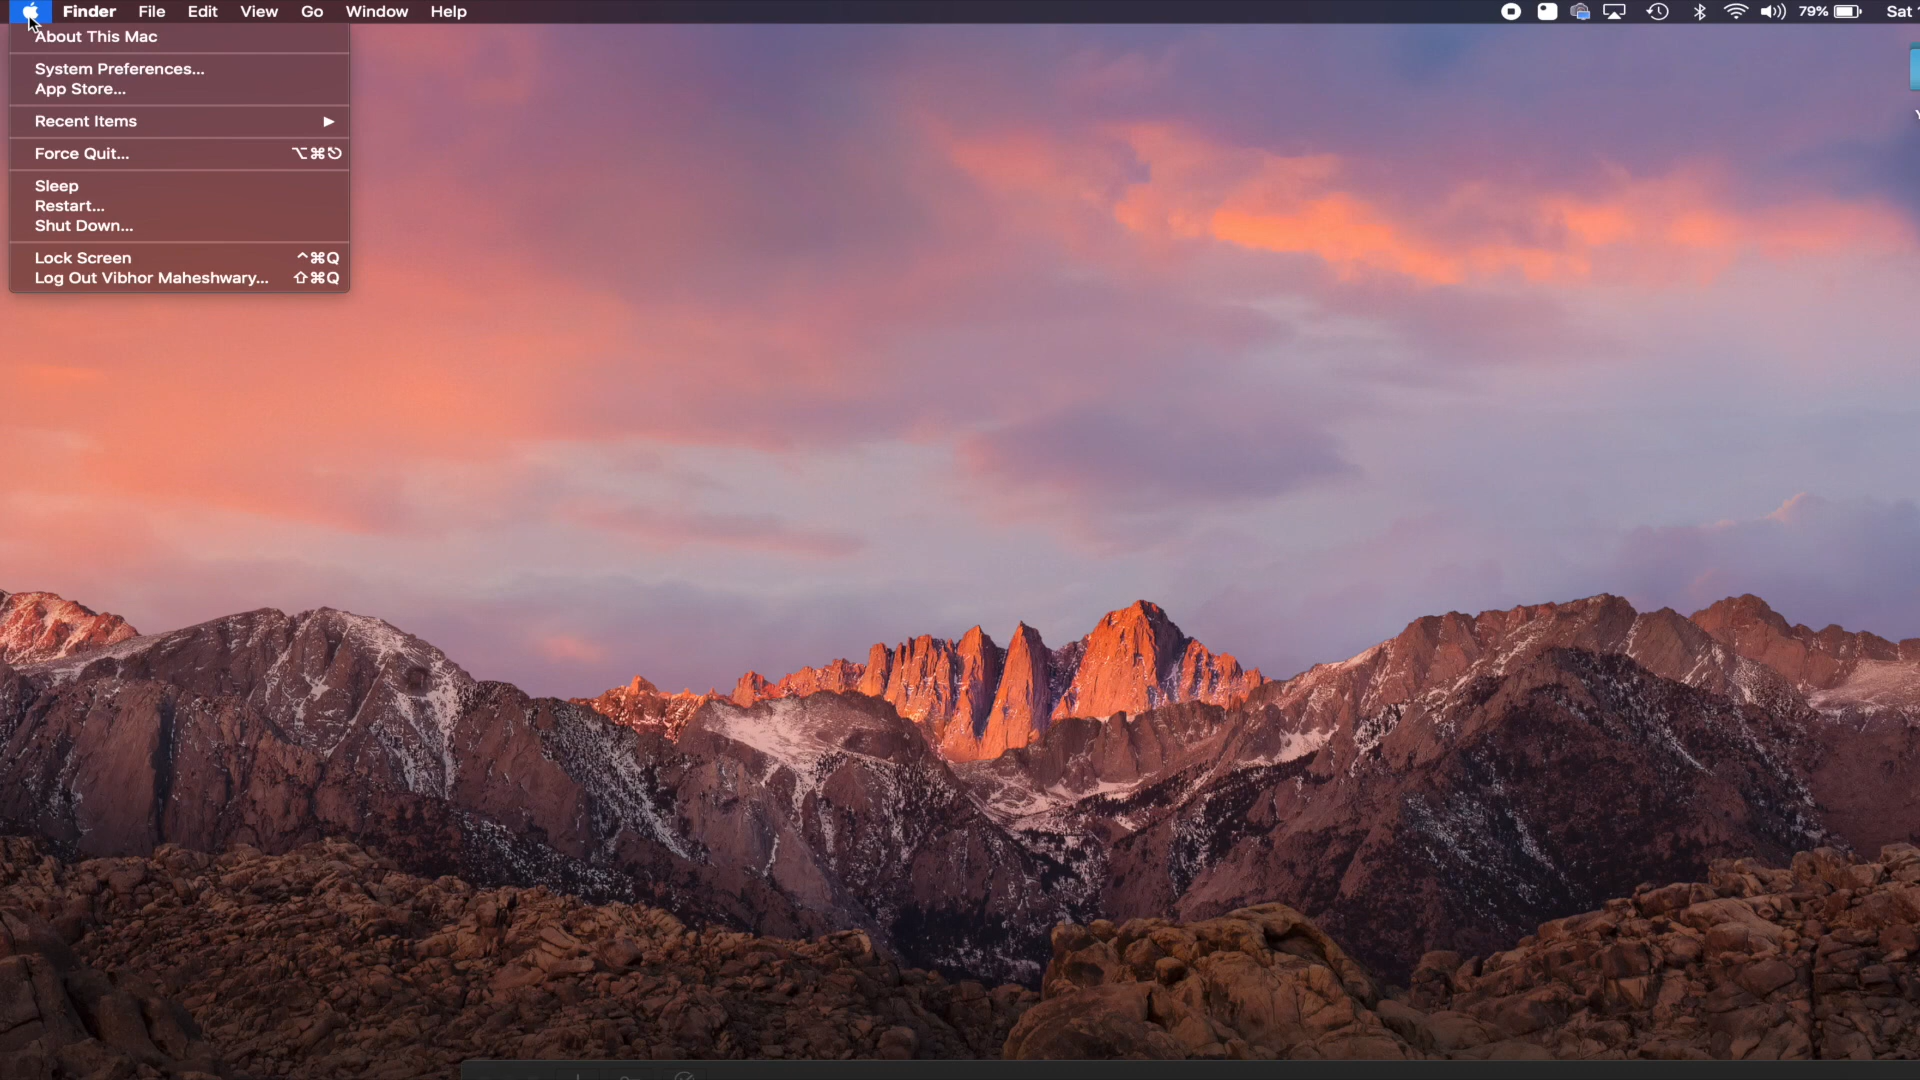 Finder File Edit View Go Window Help 79% Sat
About This Mac
System Preferences...
App Store...
Recent Items ▶
Force Quit... ⌥⌘⎋
Sleep
Restart...
Shut Down...
Lock Screen ^⌘Q
Log Out Vibhor Maheshwary... ⇧⌘Q